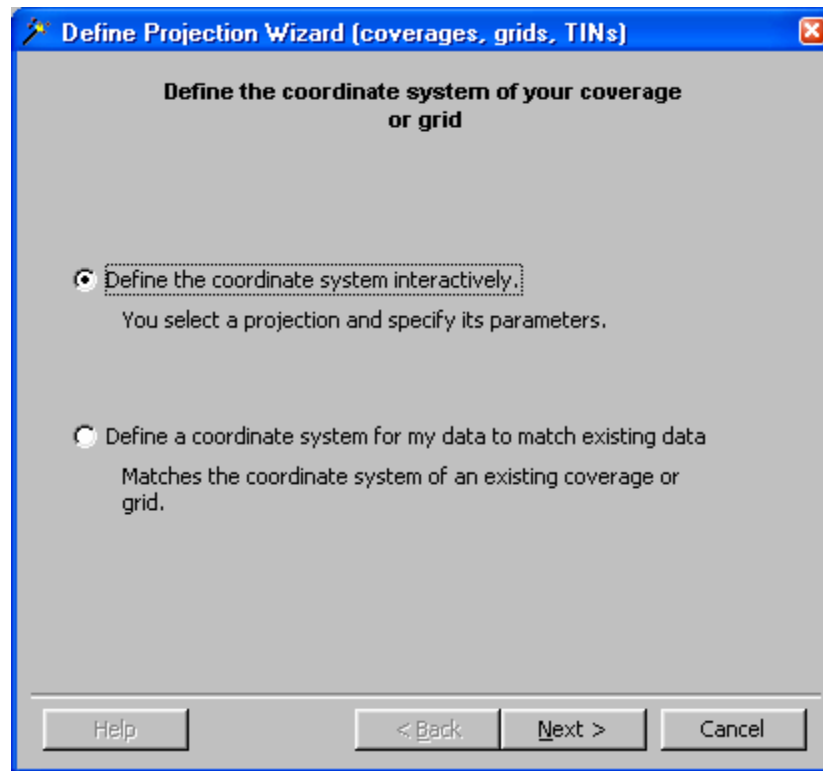 Define Projection Wizard (coverages, grids, TINs)
Define the coordinate system of your coverage
or grid
Define the coordinate system interactively.
You select a projection and specify its parameters.
Define a coordinate system for my data to match existing data
Matches the coordinate system of an existing coverage or
grid.
Help
< Back
Next >
Cancel